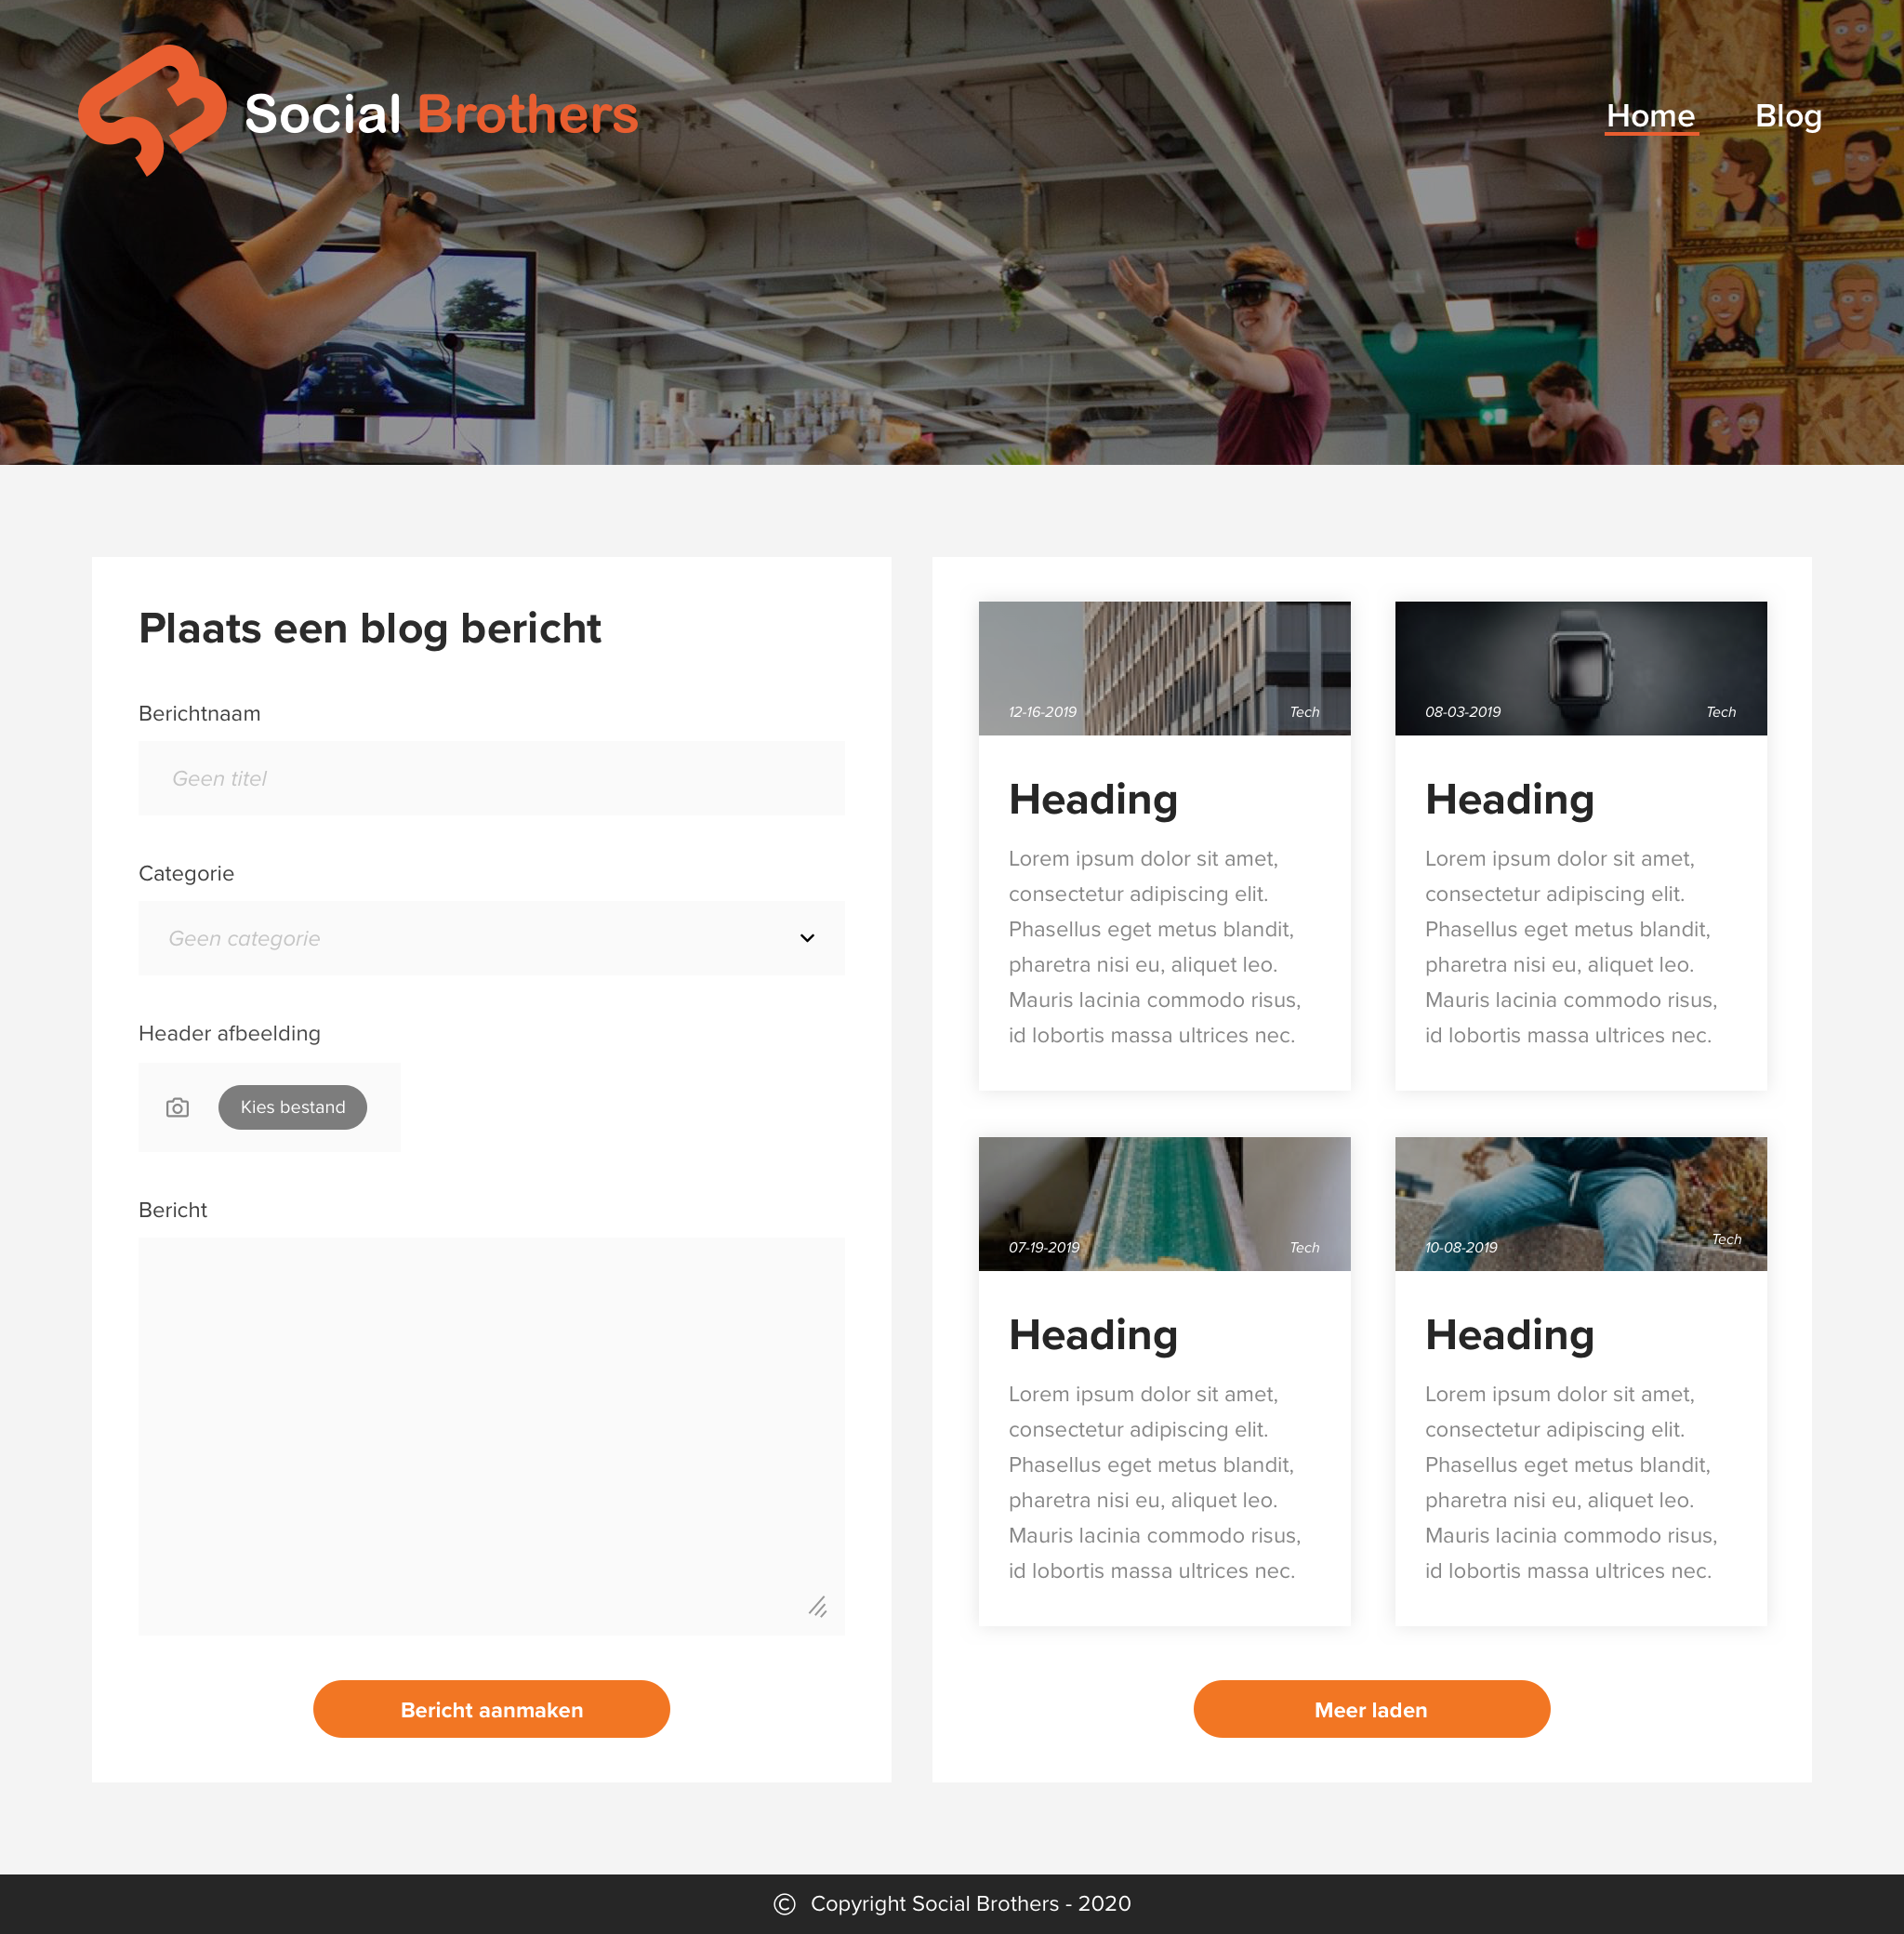 Social Brothers
Home
Blog
Plaats een blog bericht
Berichtnaam
Geen titel
Categorie
Geen categorie
Header afbeelding
Kies bestand
Bericht
Bericht aanmaken
12-16-2019
Tech
Heading
Lorem ipsum dolor sit amet,
consectetur adipiscing elit.
Phasellus eget metus blandit,
pharetra nisi eu, aliquet leo.
Mauris lacinia commodo risus,
id lobortis massa ultrices nec.
08-03-2019
Tech
Heading
Lorem ipsum dolor sit amet,
consectetur adipiscing elit.
Phasellus eget metus blandit,
pharetra nisi eu, aliquet leo.
Mauris lacinia commodo risus,
id lobortis massa ultrices nec.
07-19-2019
Tech
Heading
Lorem ipsum dolor sit amet,
consectetur adipiscing elit.
Phasellus eget metus blandit,
pharetra nisi eu, aliquet leo.
Mauris lacinia commodo risus,
id lobortis massa ultrices nec.
10-08-2019
Tech
Heading
Lorem ipsum dolor sit amet,
consectetur adipiscing elit.
Phasellus eget metus blandit,
pharetra nisi eu, aliquet leo.
Mauris lacinia commodo risus,
id lobortis massa ultrices nec.
Meer laden
© Copyright Social Brothers - 2020